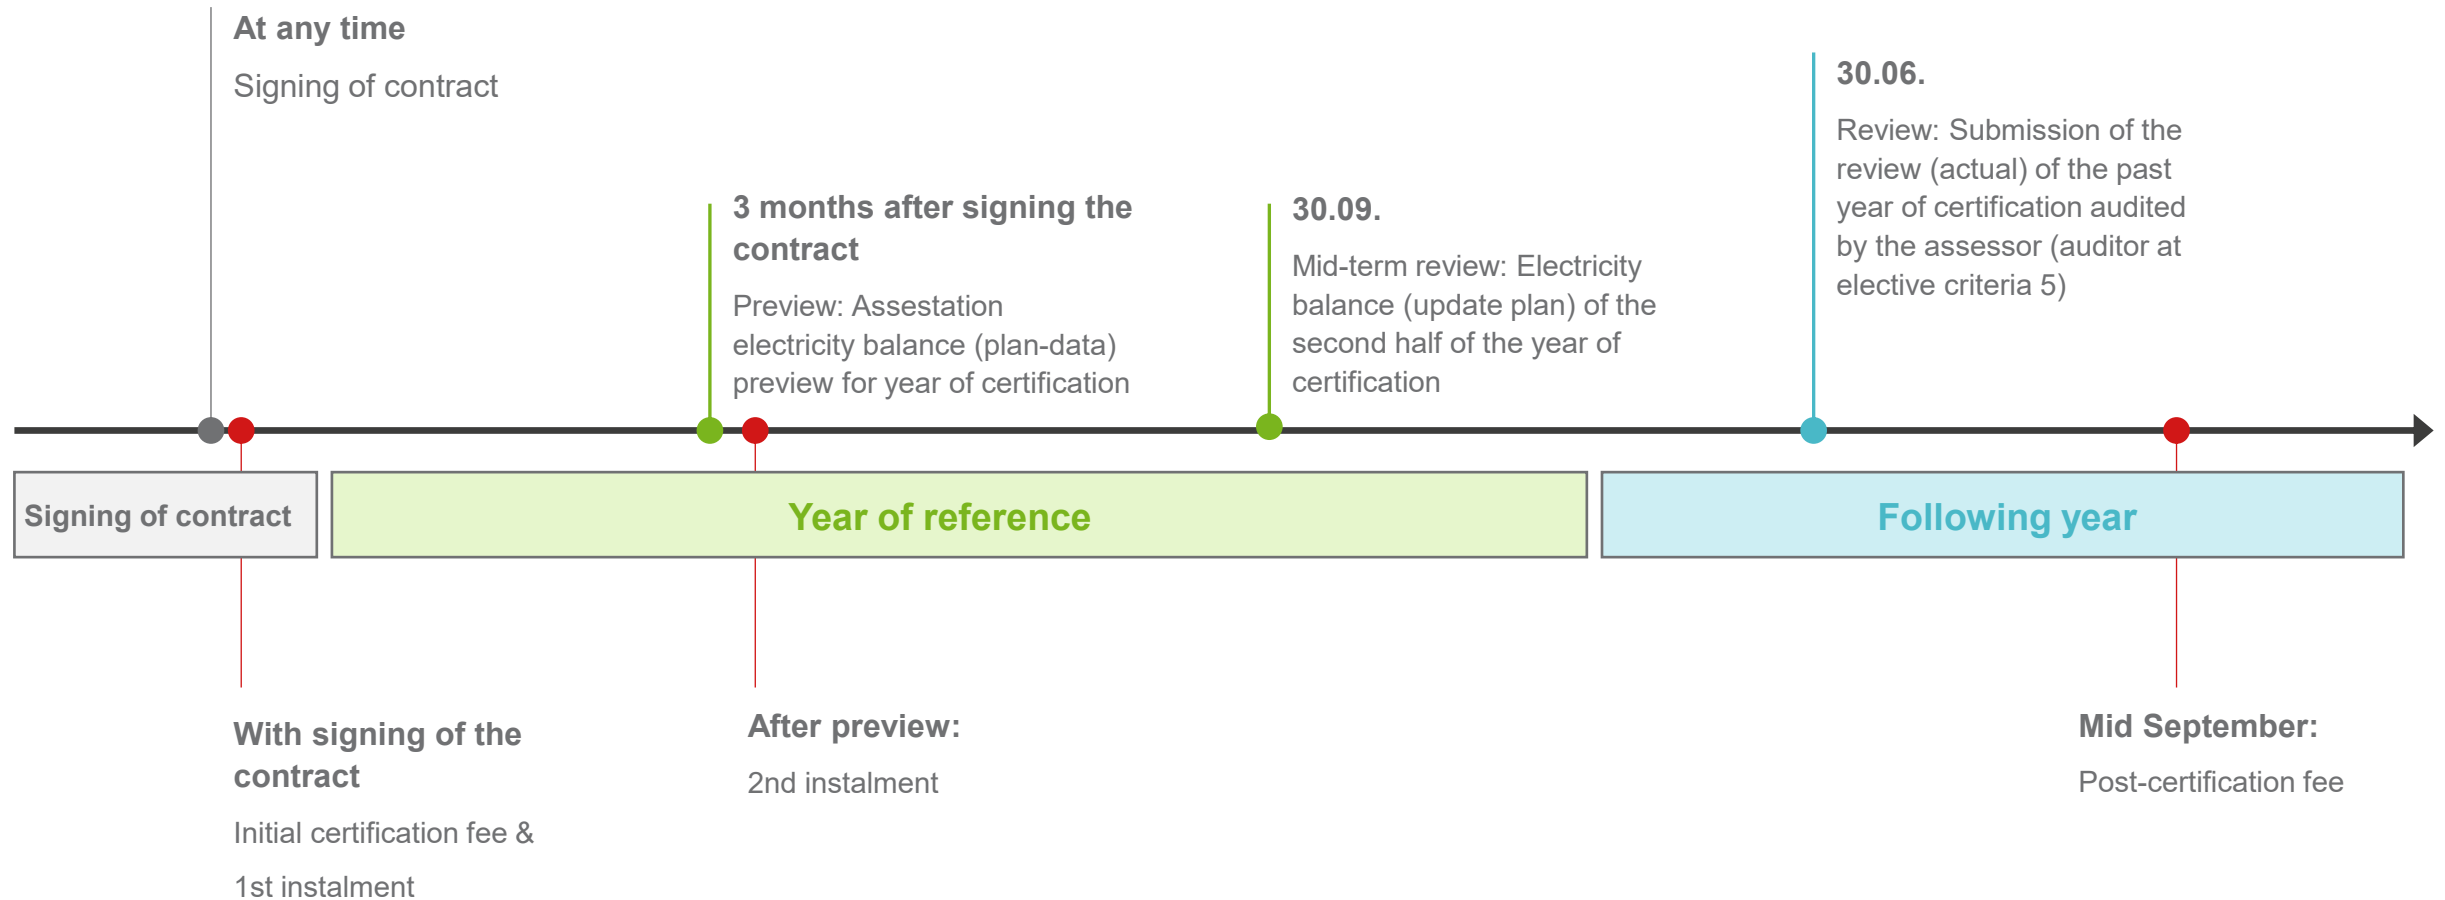 At any time
Signing of contract
3 months after signing the
contract
Preview: Assestation
electricity balance (plan-data)
preview for year of certification
30.09.
Mid-term review: Electricity
balance (update plan) of the
second half of the year of
certification
30.06.
Review: Submission of the
review (actual) of the past
year of certification audited
by the assessor (auditor at
elective criteria 5)
Signing of contract
Year of reference
Following year
With signing of the
contract
Initial certification fee &
1st instalment
After preview:
2nd instalment
Mid September:
Post-certification fee